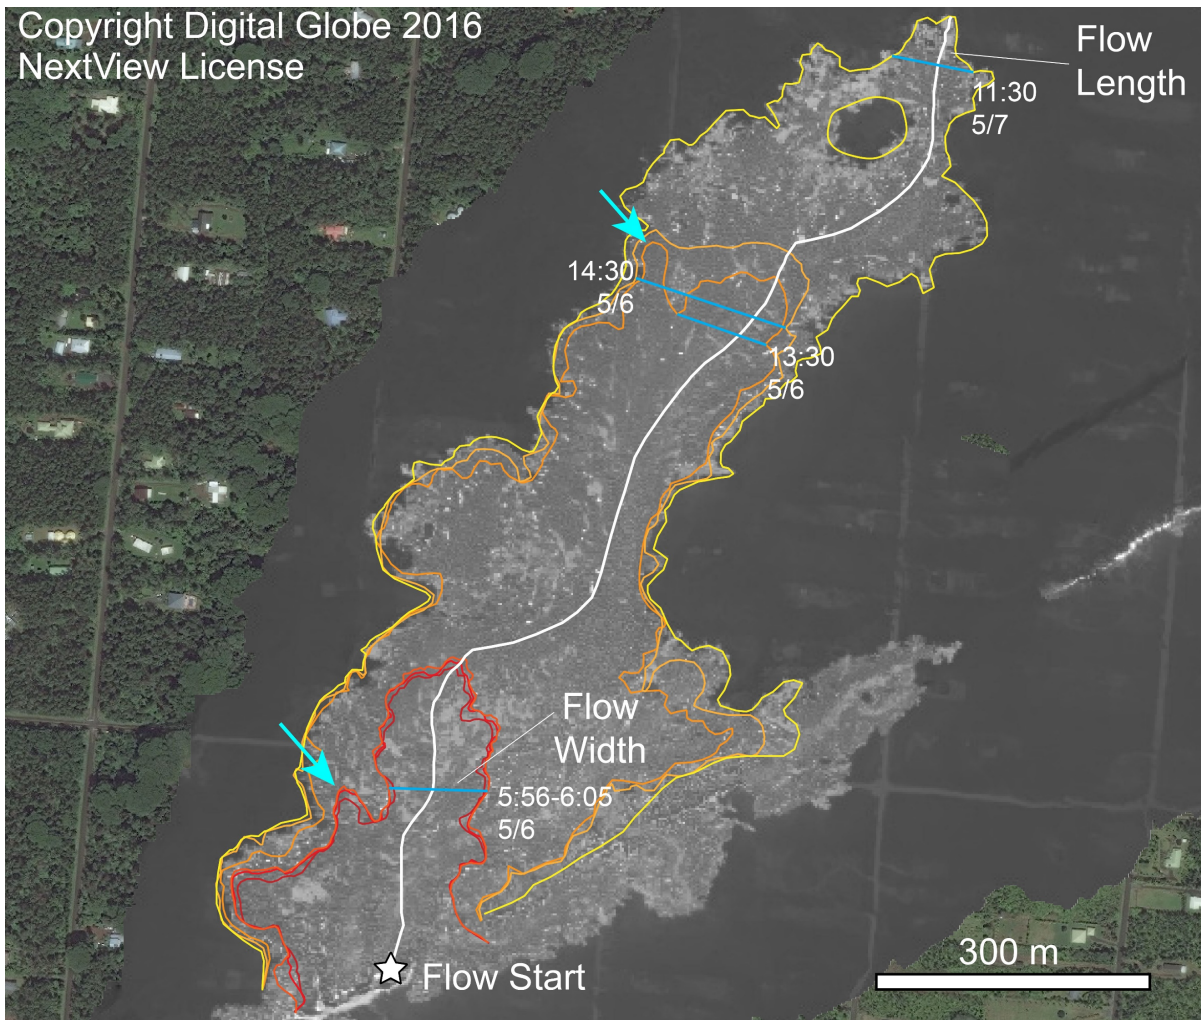 Copyright Digital Globe 2016
NextView License
Flow
Length
11:30
5/7
14:30
5/6
13:30
5/6
Flow
Width
5:56-6:05
5/6
Flow Start
300 m